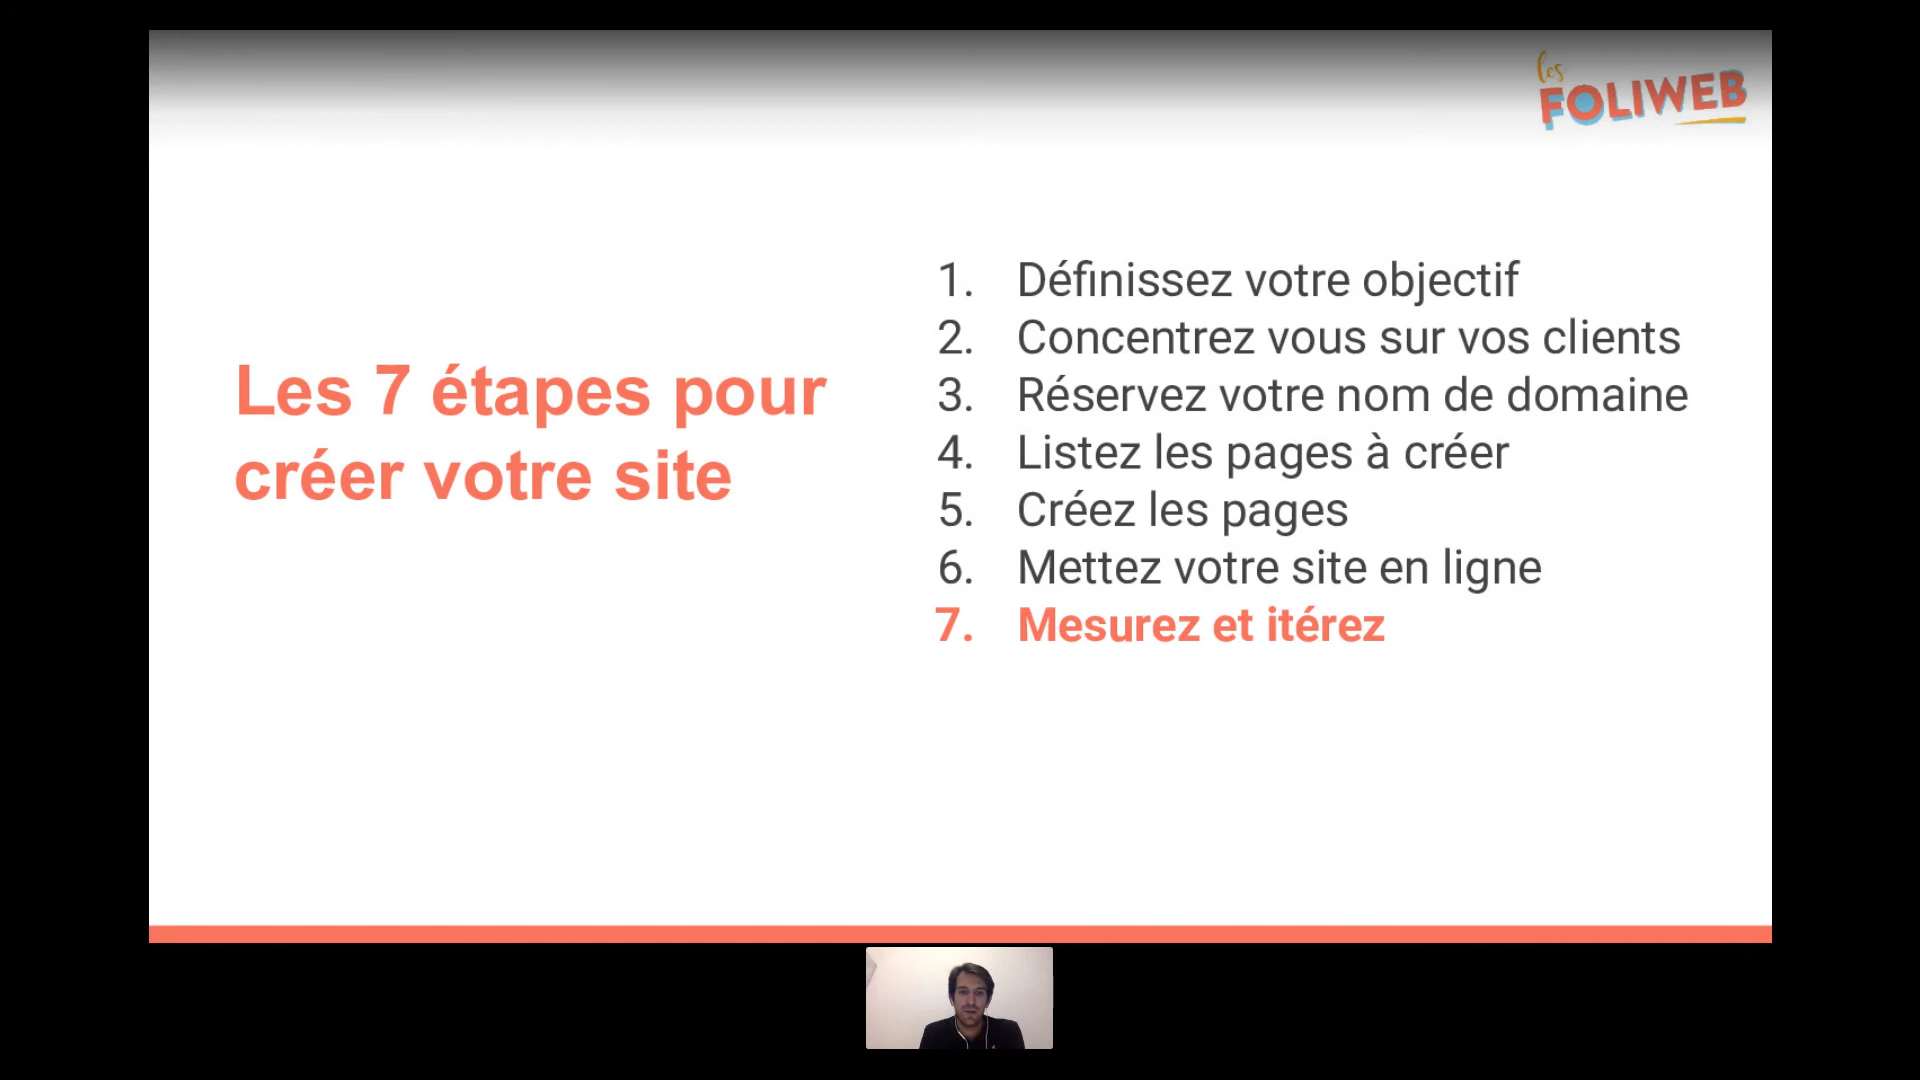 les
FOLIWEB
Les 7 étapes pour
créer votre site
1. Définissez votre objectif
2. Concentrez vous sur vos clients
3. Réservez votre nom de domaine
4. Listez les pages à créer
5. Créez les pages
6. Mettez votre site en ligne
7. Mesurez et itérez